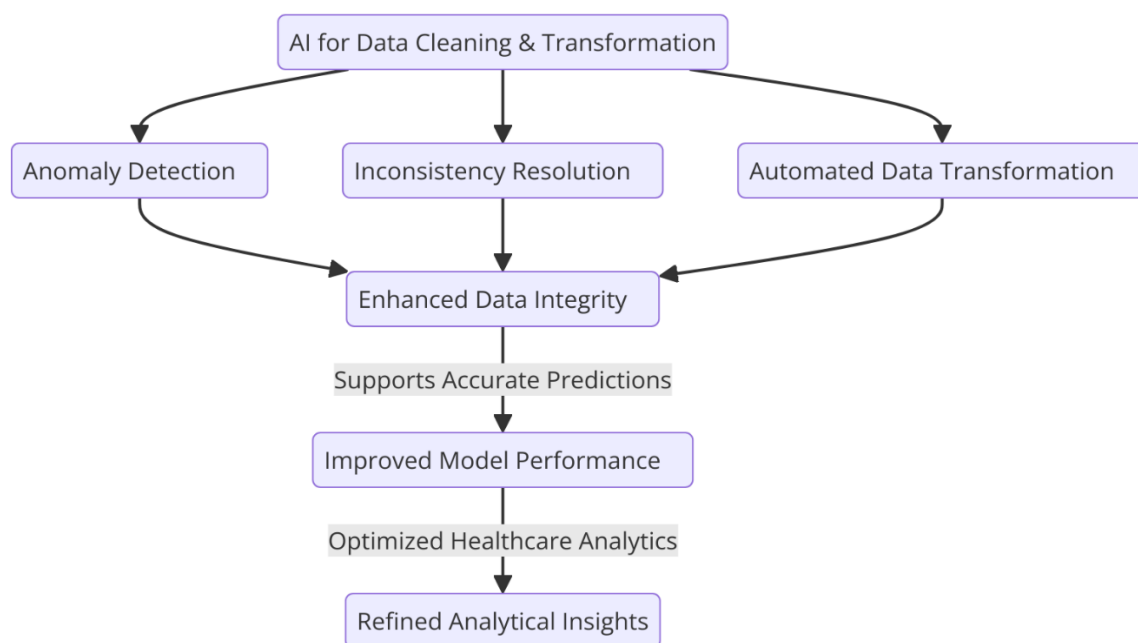 AI for Data Cleaning & Transformation
Anomaly Detection
Inconsistency Resolution
Automated Data Transformation
Enhanced Data Integrity
Supports Accurate Predictions
Improved Model Performance
Optimized Healthcare Analytics
Refined Analytical Insights